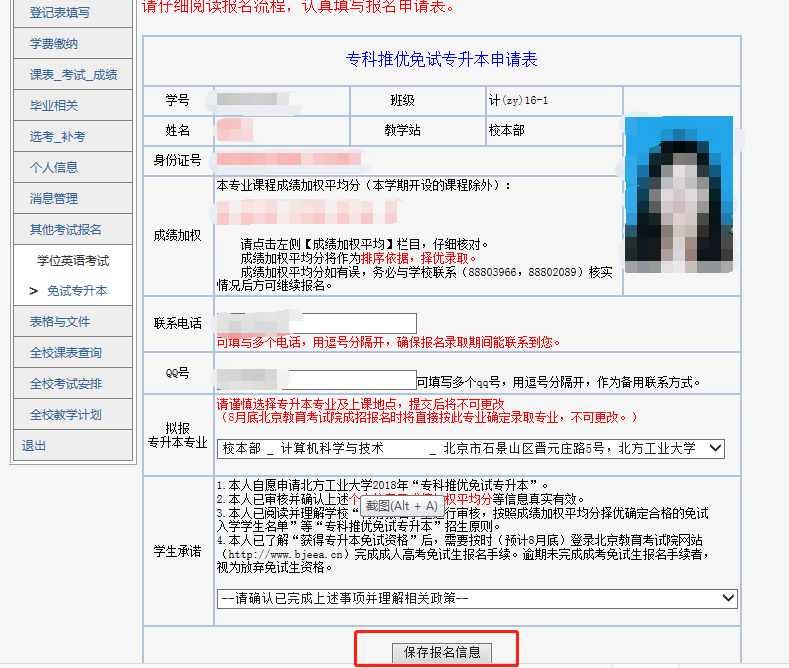 登记表填写
学费缴纳
课表_考试_成绩
毕业相关
选考_补考
个人信息
消息管理
其他考试报名
学位英语考试
> 免试专升本
表格与文件
全校课表查询
全校考试安排
全校教学计划
退出
请仔细阅读报名流程，认真填写报名申请表。
专科推优免试专升本申请表
学号
班级
计(zy)16-1
姓名
教学站
校本部
身份证号
成绩加权
本专业课程成绩加权平均分（本学期开设的课程除外）：
请点击左侧【成绩加权平均】栏目，仔细核对。
成绩加权平均分将作为排序依据，择优录取。
成绩加权平均分如有误，务必与学校联系（88803966，88802089）核实
情况后方可继续报名。
联系电话
可填写多个电话，用逗号分隔开，确保报名录取期间能联系到您。
QQ号
可填写多个qq号，用逗号分隔开，作为备用联系方式。
拟报
专升本专业
请谨慎选择专升本专业及上课地点，提交后将不可更改
（8月底北京教育考试院成招报名时将直接按此专业确定录取专业，不可更改。）
校本部 _ 计算机科学与技术 _ 北京市石景山区晋元庄路5号，北方工业大学
学生承诺
1.本人自愿申请北方工业大学2018年“专科推优免试专升本”。
2.本人已审核并确认上述个权平均分等信息真实有效。
截图(Alt + A)
3.本人已阅读并理解学校“行审核，按照成绩加权平均分择优确定合格的免试
入学学生名单”等“专科推优免试专升本”招生原则。
4.本人已了解“获得专升本免试资格”后，需要按时（预计8月底）登录北京教育考试院网站
（http://www.bjeea.cn）完成成人高考免试生报名手续。逾期未完成成考免试生报名手续者，
视为放弃免试生资格。
--请确认已完成上述事项并理解相关政策--
保存报名信息